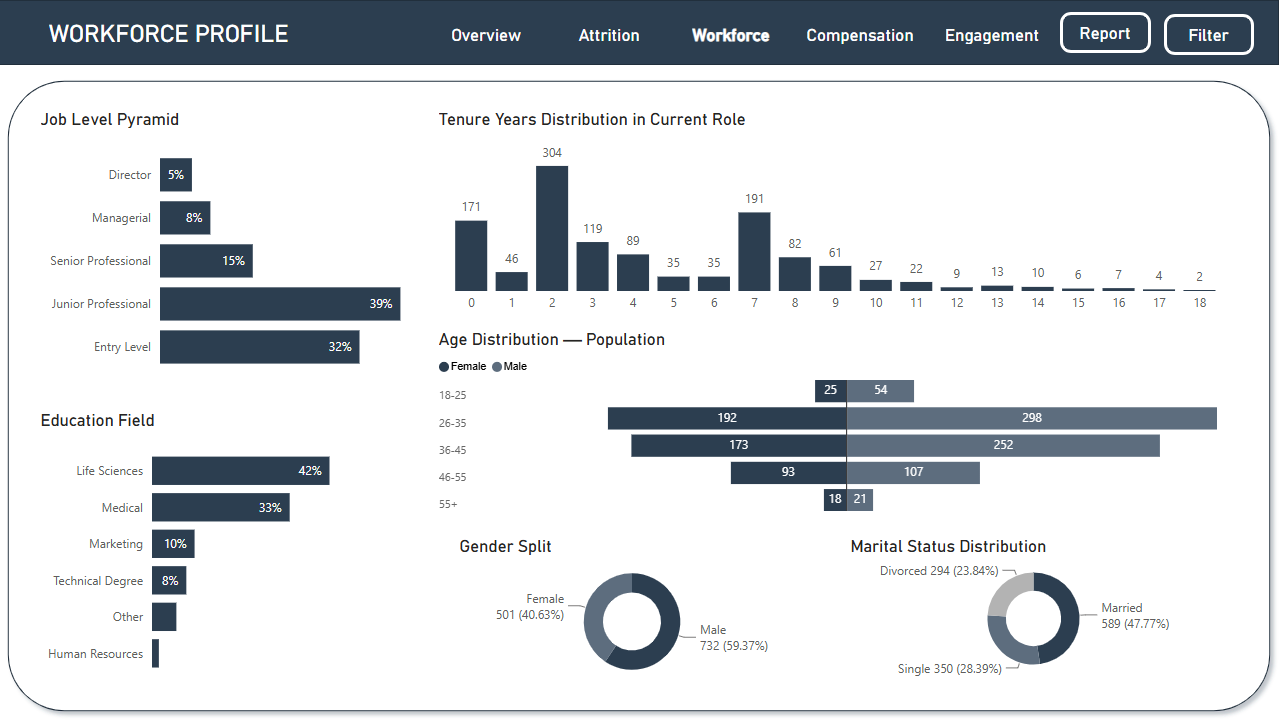 WORKFORCE PROFILE
Overview
Attrition
Workforce
Compensation
Engagement
Report
Filter
Job Level Pyramid
Director 5%
Managerial 8%
Senior Professional 15%
Junior Professional 39%
Entry Level 32%
Education Field
Life Sciences 42%
Medical 33%
Marketing 10%
Technical Degree 8%
Other
Human Resources
Tenure Years Distribution in Current Role
171 46 304 119 89 35 35 191 82 61 27 22 9 13 10 6 7 4 2
0 1 2 3 4 5 6 7 8 9 10 11 12 13 14 15 16 17 18
Age Distribution — Population
Female Male
18-25 25 54
26-35 192 298
36-45 173 252
46-55 93 107
55+ 18 21
Gender Split
Female
501 (40.63%)
Male
732 (59.37%)
Marital Status Distribution
Divorced 294 (23.84%)
Married
589 (47.77%)
Single 350 (28.39%)